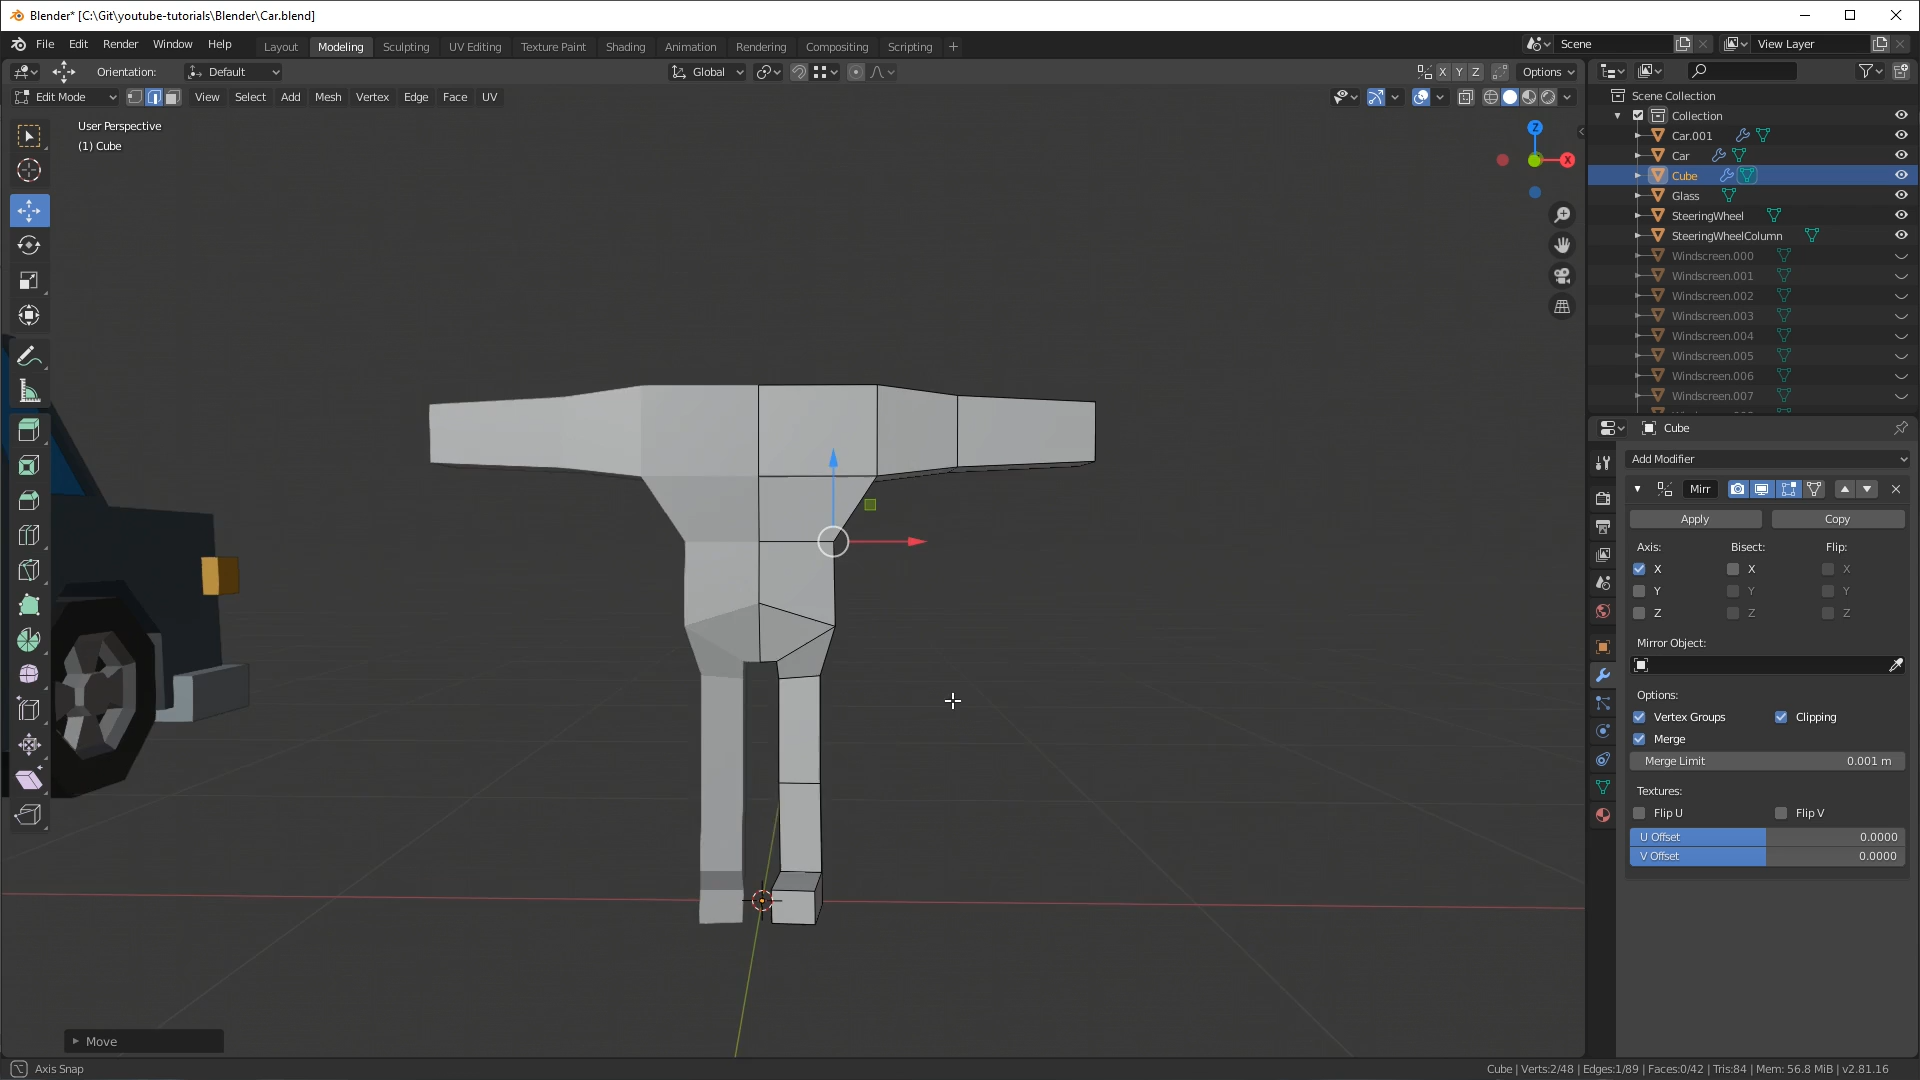 Blender* [C:\Git\youtube-tutorials\Blender\Car.blend]
File Edit Render Window Help Layout Modeling Sculpting UV Editing Texture Paint Shading Animation Rendering Compositing Scripting + Scene View Layer
Orientation: Default Global X Y Z Options
Edit Mode View Select Add Mesh Vertex Edge Face UV
User Perspective
(1) Cube
Z
X
Scene Collection
Collection
Car.001
Car
Cube
Glass
SteeringWheel
SteeringWheelColumn
Windscreen.000
Windscreen.001
Windscreen.002
Windscreen.003
Windscreen.004
Windscreen.005
Windscreen.006
Windscreen.007
Cube
Add Modifier
Mirr
Apply Copy
Axis: Bisect: Flip:
X X X
Y Y Y
Z Z Z
Mirror Object:
Options:
Vertex Groups Clipping
Merge
Merge Limit 0.001 m
Textures:
Flip U Flip V
U Offset 0.0000
V Offset 0.0000
Move
Axis Snap
Cube | Verts:2/48 | Edges:1/89 | Faces:0/42 | Tris:84 | Mem: 56.8 MiB | v2.81.16